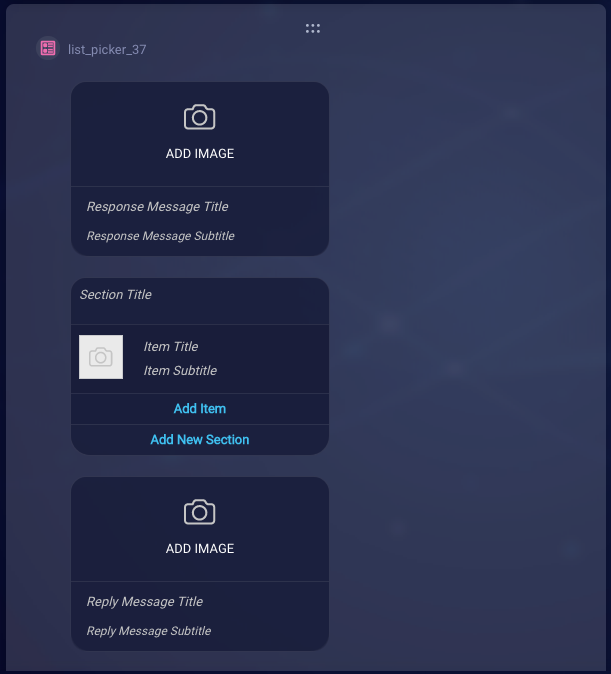 list_picker_37
ADD IMAGE
Response Message Title
Response Message Subtitle
Section Title
Item Title
Item Subtitle
Add Item
Add New Section
ADD IMAGE
Reply Message Title
Reply Message Subtitle